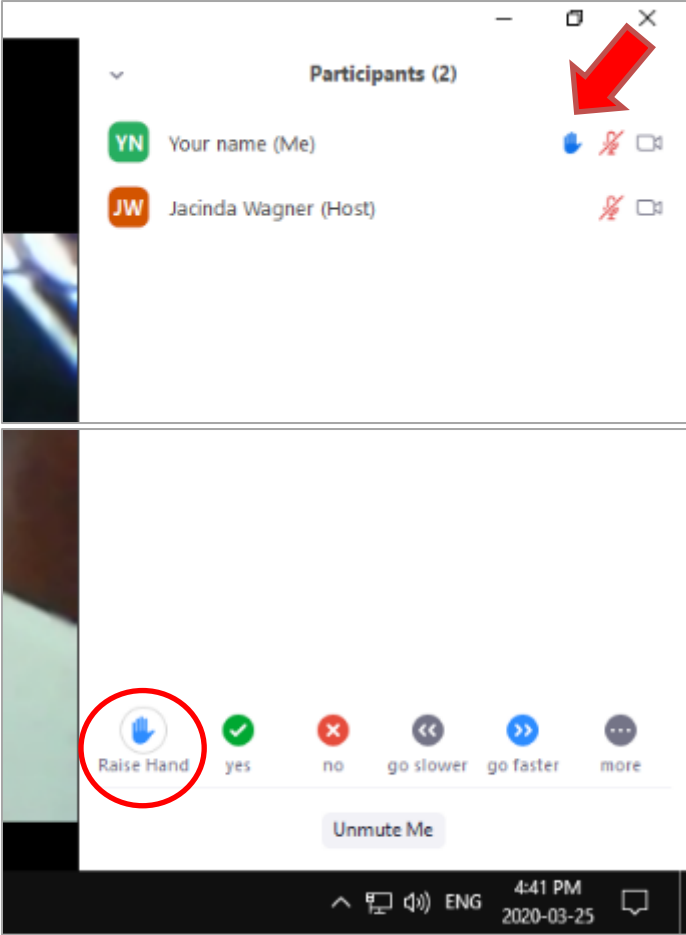 Participants (2)
YN Your name (Me)
JW Jacinda Wagner (Host)
Raise Hand yes no go slower go faster more
Unmute Me
4:41 PM
ENG
2020-03-25